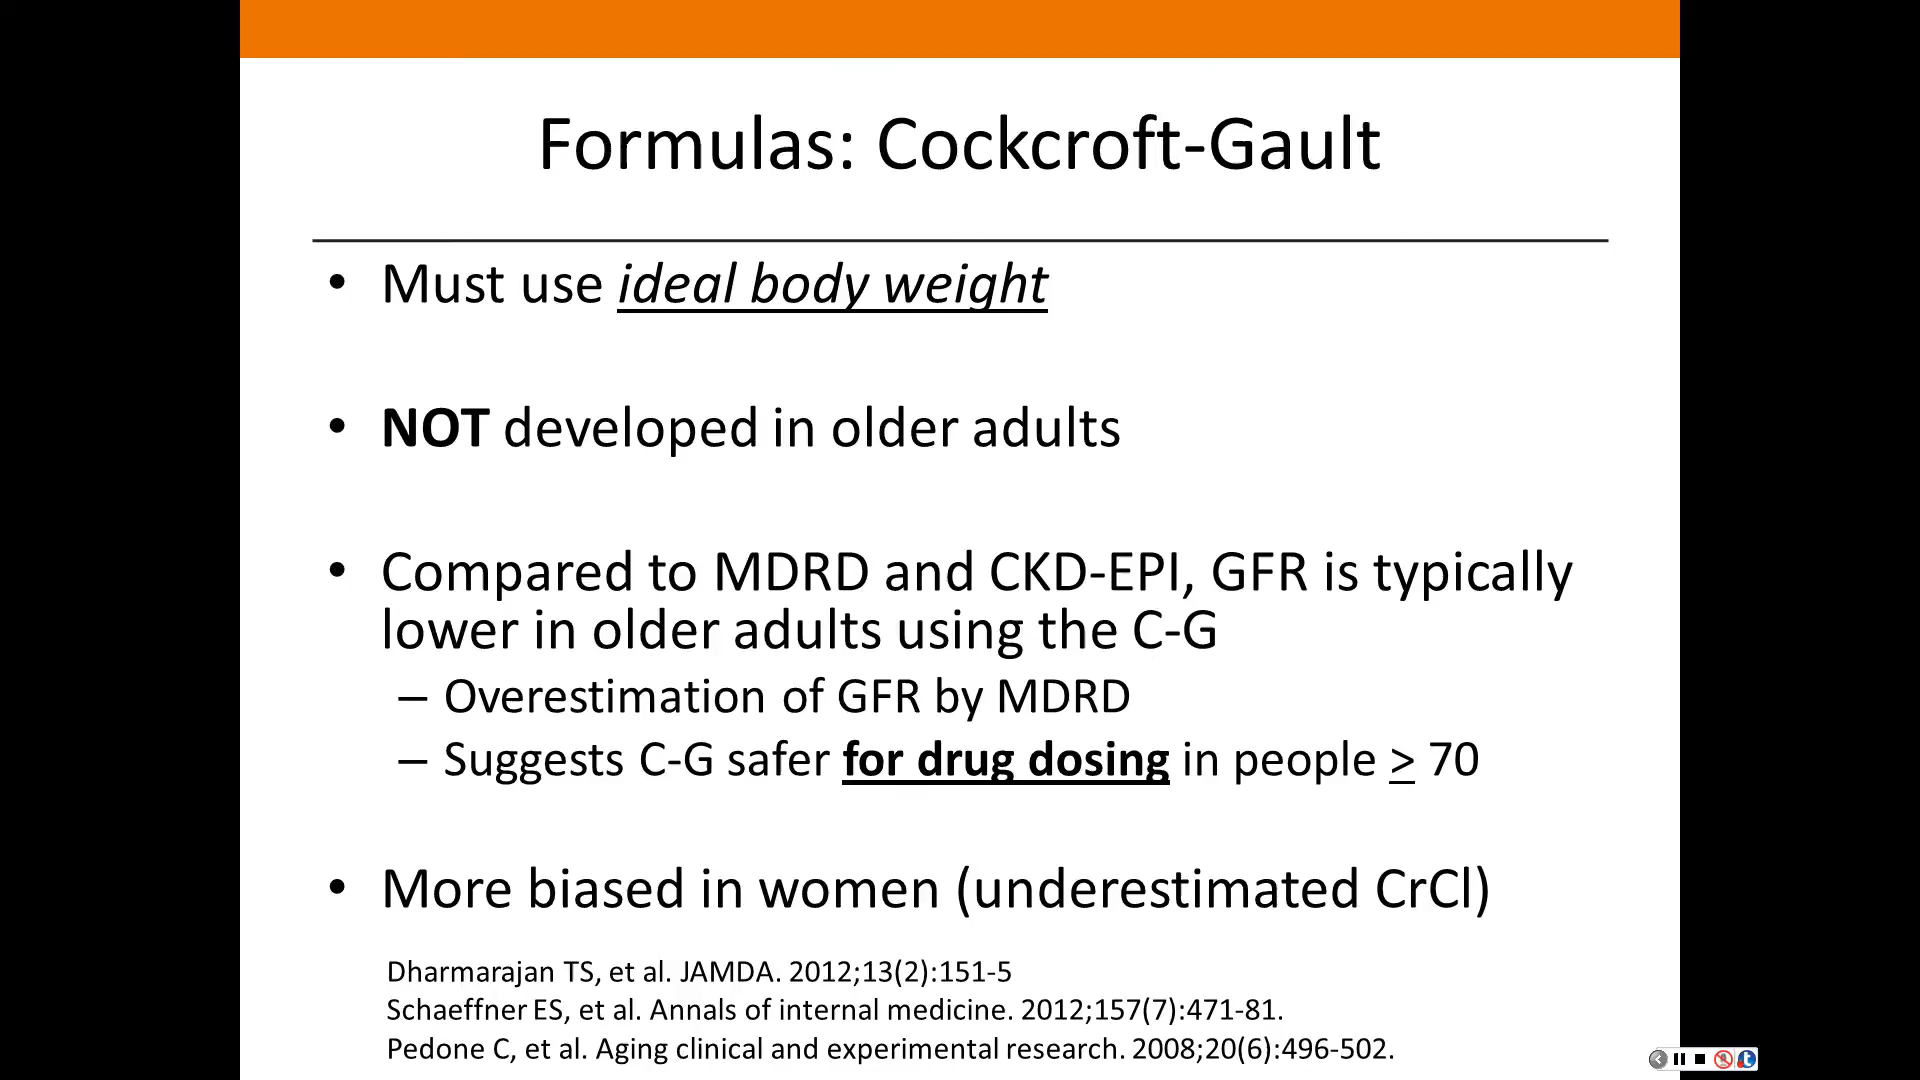 Formulas: Cockcroft-Gault
• Must use ideal body weight
• NOT developed in older adults
• Compared to MDRD and CKD-EPI, GFR is typically
lower in older adults using the C-G
– Overestimation of GFR by MDRD
– Suggests C-G safer for drug dosing in people ≥ 70
• More biased in women (underestimated CrCl)
Dharmarajan TS, et al. JAMDA. 2012;13(2):151-5
Schaeffner ES, et al. Annals of internal medicine. 2012;157(7):471-81.
Pedone C, et al. Aging clinical and experimental research. 2008;20(6):496-502.